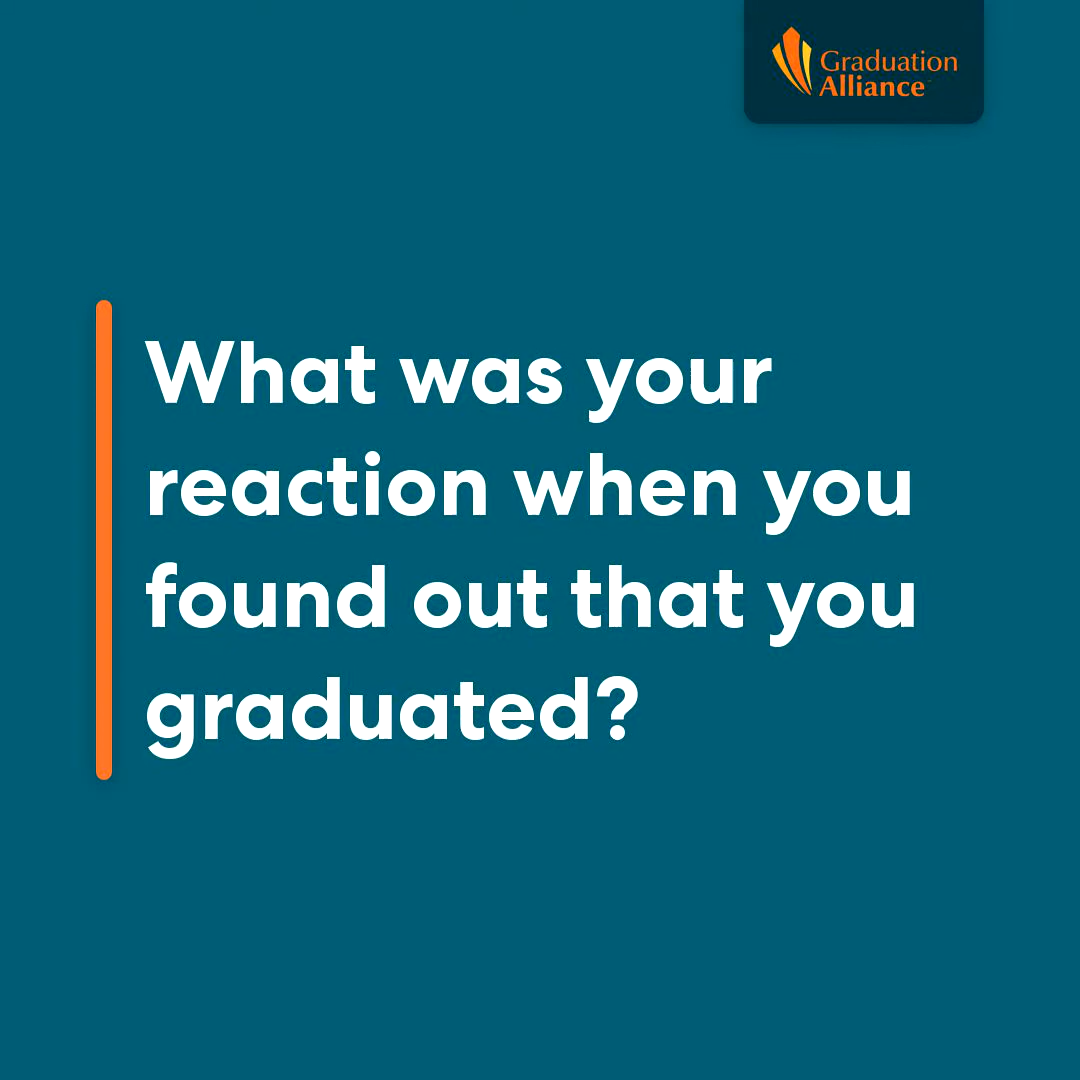 Graduation
Alliance
What was your
reaction when you
found out that you
graduated?